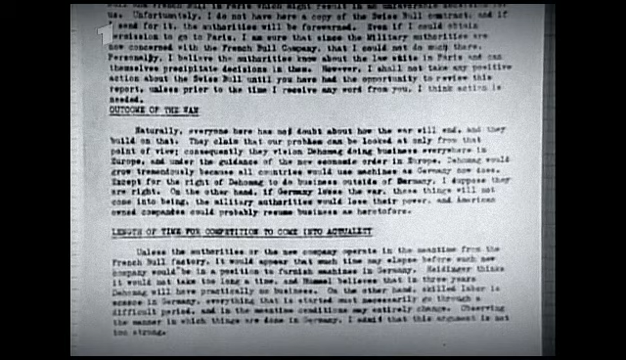 us. Unfortunately, I do not have here a copy of the Swiss Bull contract, and if
I send for it, the authorities will be forewarned. Even if I could obtain
permission to go to Paris, I am sure that since the Military authorities are
now concerned with the French Bull Company, that I could not do much there.
Personally, I believe the authorities know about the law suit in Paris and can
themselves precipitate decisions in them. However, I shall not take any positive
action about the Swiss Bull until you have had the opportunity to review this
report, unless prior to the time I receive any word from you, I think action is
needed.
OUTCOME OF THE WAR
Naturally, everyone here has no doubt about how the war will end, and they
build on that. They claim that our problem can be looked at only from that
point of view; consequently they vision Dehomag doing business everywhere in
Europe, and under the guidance of the new economic order in Europe, Dehomag would
grow tremendously because all countries would use machines as Germany now does.
Except for the right of Dehomag to do business outside of Germany, I suppose they
are right. On the other hand, if Germany loses the war, these things will not
come into being, the military authorities would lose their power, and American
owned companies could probably resume business as heretofore.
LENGTH OF TIME FOR COMPETITION TO COME INTO ACTUALITY
Unless the authorities or the new company operate in the meantime from the
French Bull factory, it would appear that much time may elapse before such new
company would be in a position to furnish machines in Germany. Heidinger thinks
it would not take too long a time, and Hummel believes that in three years
Dehomag will have practically no business. On the other hand, skilled labor is
scarce in Germany, everything that is started must necessarily go through a
difficult period, and in the meantime conditions may entirely change. Observing
the manner in which things are done in Germany, I admit that this argument is not
too strong.
1